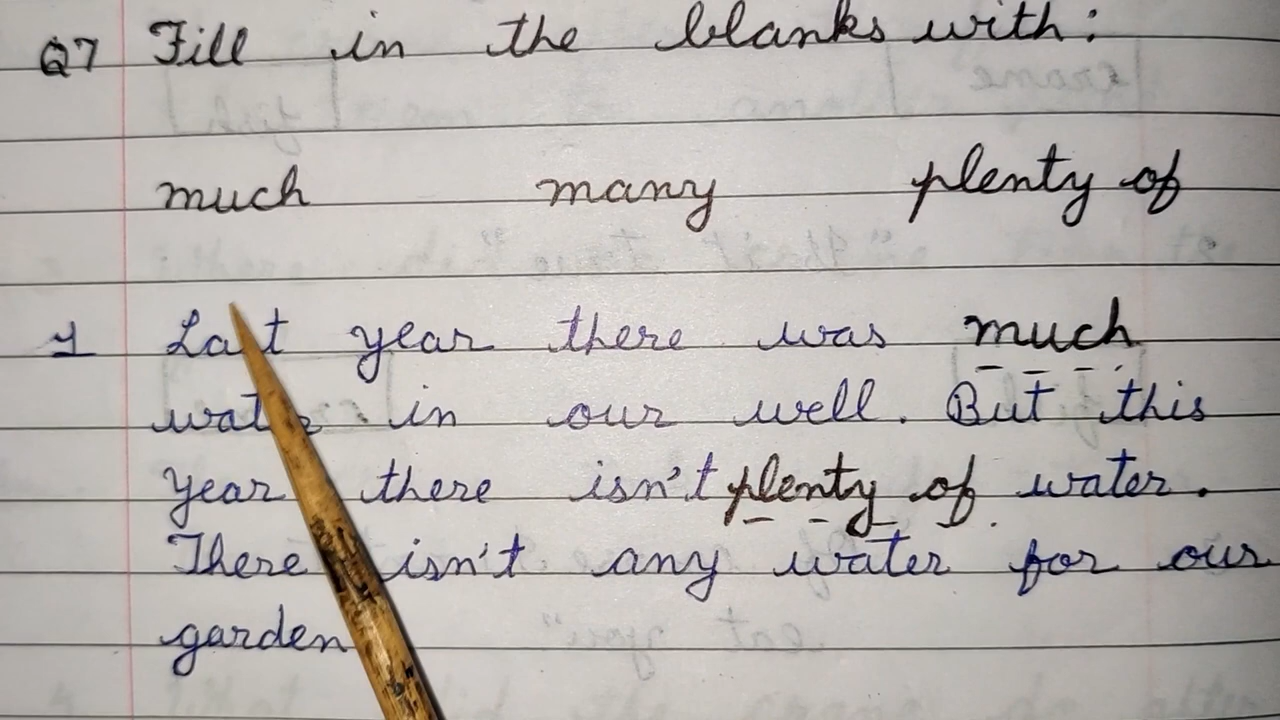 Q7 Fill in the blanks with:
much many plenty of
1 Last year there was much
water in our well. But this
year there isn't plenty of water.
There isn't any water for our
garden